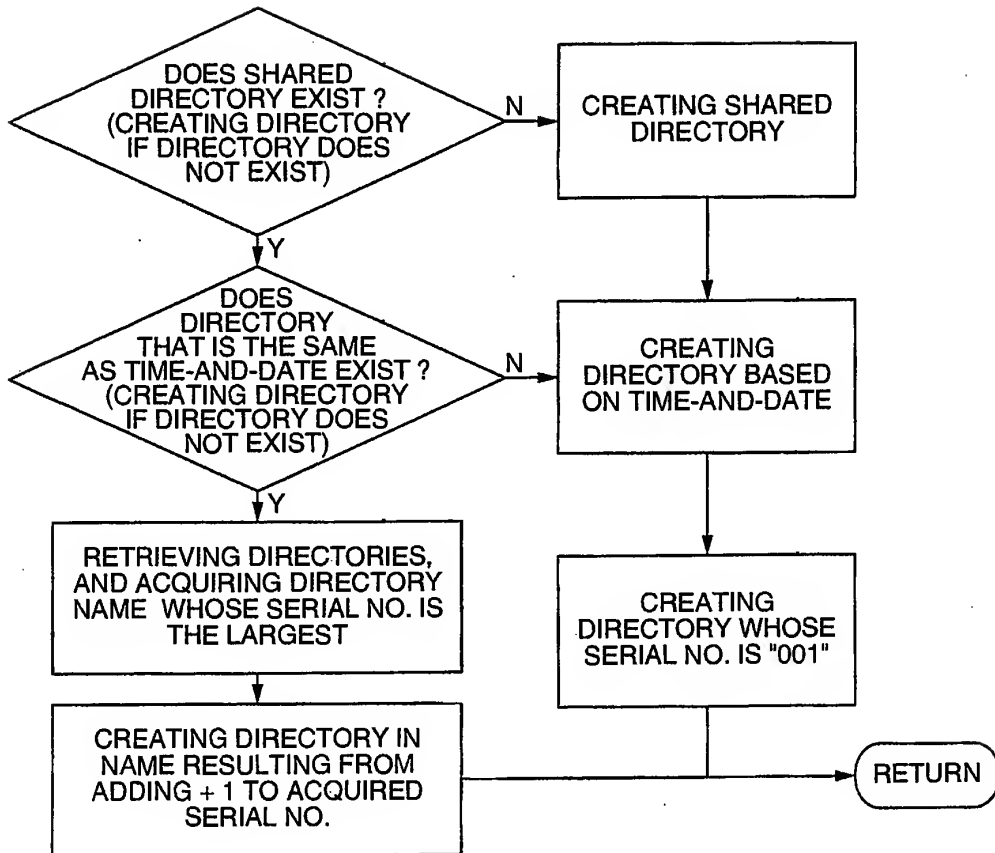 DOES SHARED
DIRECTORY EXIST ?
(CREATING DIRECTORY
IF DIRECTORY DOES
NOT EXIST)
N
CREATING SHARED
DIRECTORY
Y
DOES
DIRECTORY
THAT IS THE SAME
AS TIME-AND-DATE EXIST ?
(CREATING DIRECTORY
IF DIRECTORY DOES
NOT EXIST)
N
CREATING
DIRECTORY BASED
ON TIME-AND-DATE
Y
RETRIEVING DIRECTORIES,
AND ACQUIRING DIRECTORY
NAME WHOSE SERIAL NO. IS
THE LARGEST
CREATING
DIRECTORY WHOSE
SERIAL NO. IS "001"
CREATING DIRECTORY IN
NAME RESULTING FROM
ADDING + 1 TO ACQUIRED
SERIAL NO.
RETURN